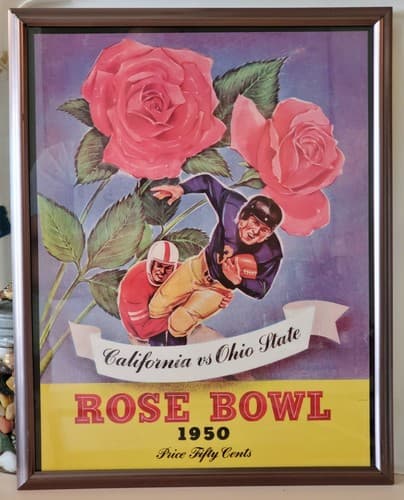 California vs Ohio State
ROSE BOWL
1950
Price Fifty Cents